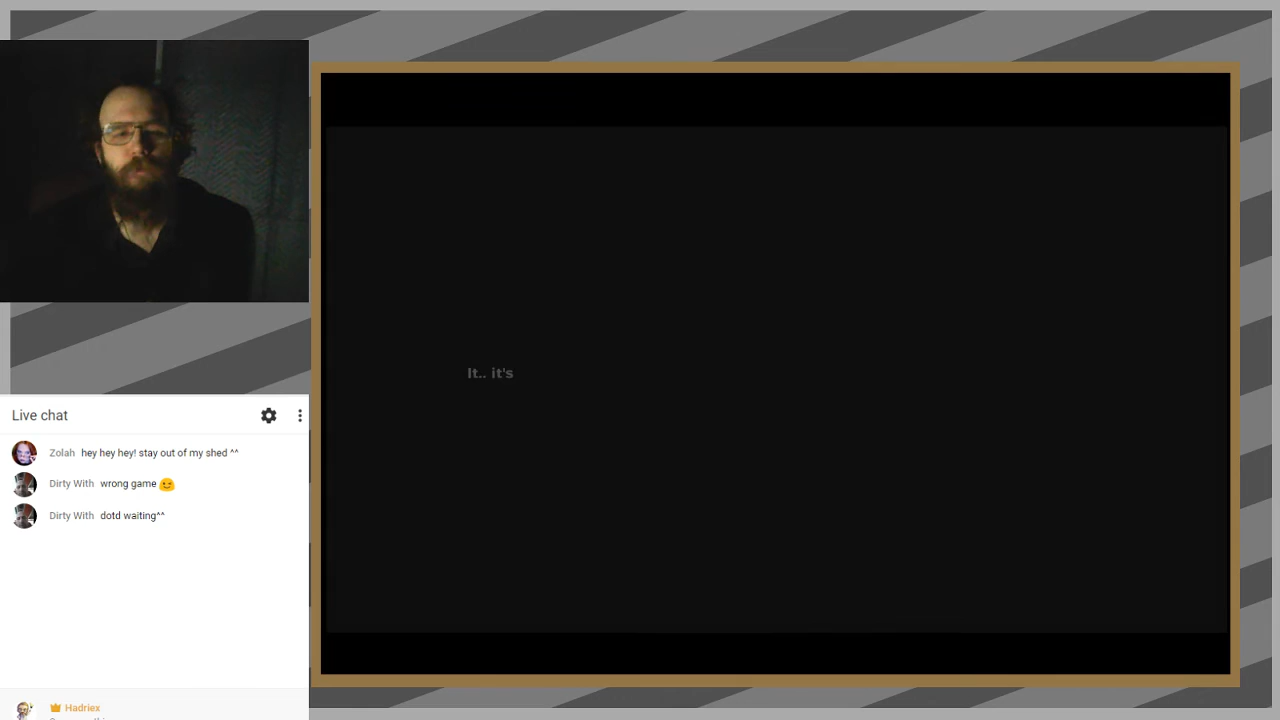 It.. it's
Live chat
Zolah hey hey hey! stay out of my shed ^^
Dirty With wrong game
Dirty With dotd waiting^^
Hadriex